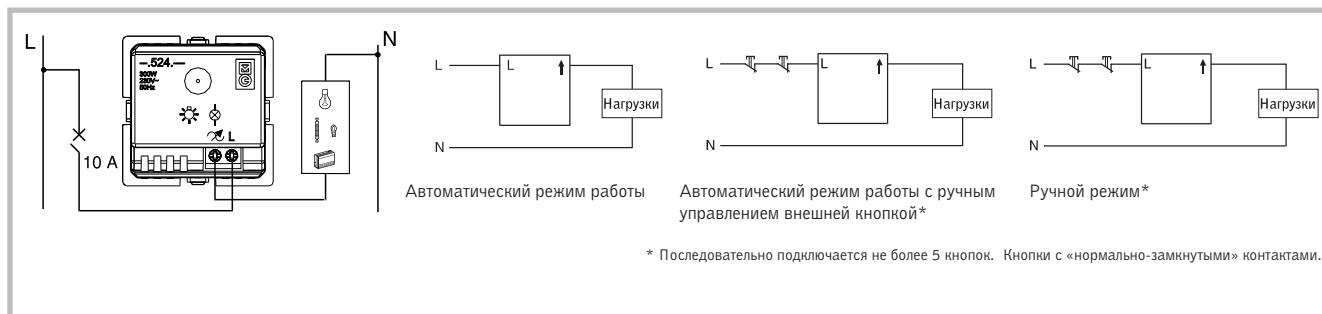 L
N
–.524.—
300W
230V~
50Hz
L
10 A
L
L
Нагрузки
N
Автоматический режим работы
L
L
Нагрузки
N
Автоматический режим работы с ручным
управлением внешней кнопкой*
L
L
Нагрузки
N
Ручной режим*
* Последовательно подключается не более 5 кнопок. Кнопки с «нормально-замкнутыми» контактами.